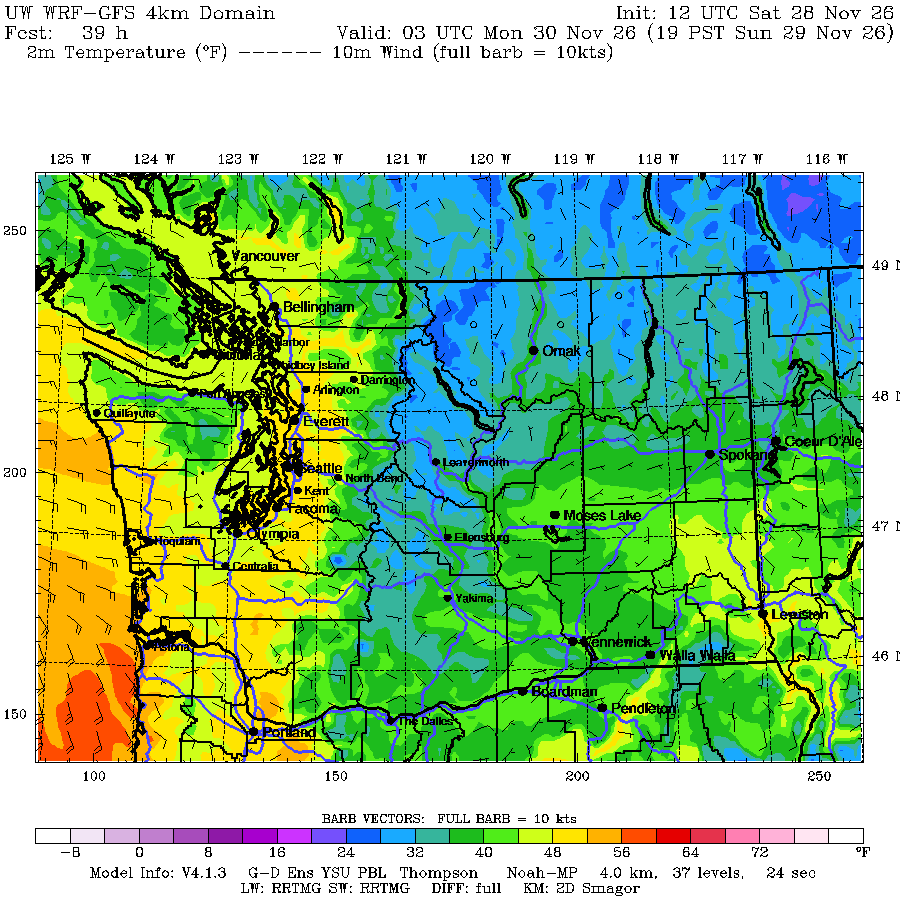 UW WRF-GFS 4km Domain Init: 12 UTC Sat 28 Nov 26
Fcst: 39 h Valid: 03 UTC Mon 30 Nov 26 (19 PST Sun 29 Nov 26)
2m Temperature (°F) ------ 10m Wind (full barb = 10kts)
125 W 124 W 123 W 122 W 121 W 120 W 119 W 118 W 117 W 116 W
250
Vancouver
49 N
Bellingham
Harbor
Omak
Whidbey Island
Darrington
Arlington
48 N
Quillayute
Everett
Coeur D'Ale
Spokane
Leavenworth
200
Seattle
North Bend
Kent
Tacoma
Moses Lake
47 N
Olympia
Hoquiam
Ellensburg
Centralia
Yakima
Lewiston
Astoria
Kennewick
Walla Walla
46 N
Boardman
Pendleton
150
The Dalles
Portland
100 150 200 250
BARB VECTORS: FULL BARB = 10 kts
-8 0 8 16 24 32 40 48 56 64 72 °F
Model Info: V4.1.3 G-D Ens YSU PBL Thompson Noah-MP 4.0 km, 37 levels, 24 sec
LW: RRTMG SW: RRTMG DIFF: full KM: 2D Smagor